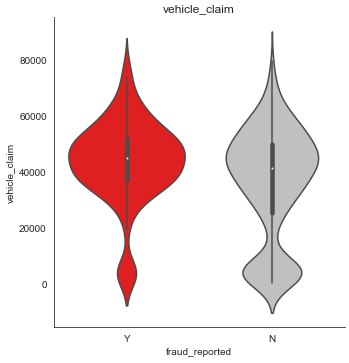 vehicle_claim
80000
60000
40000
20000
0
vehicle_claim
Y
N
fraud_reported